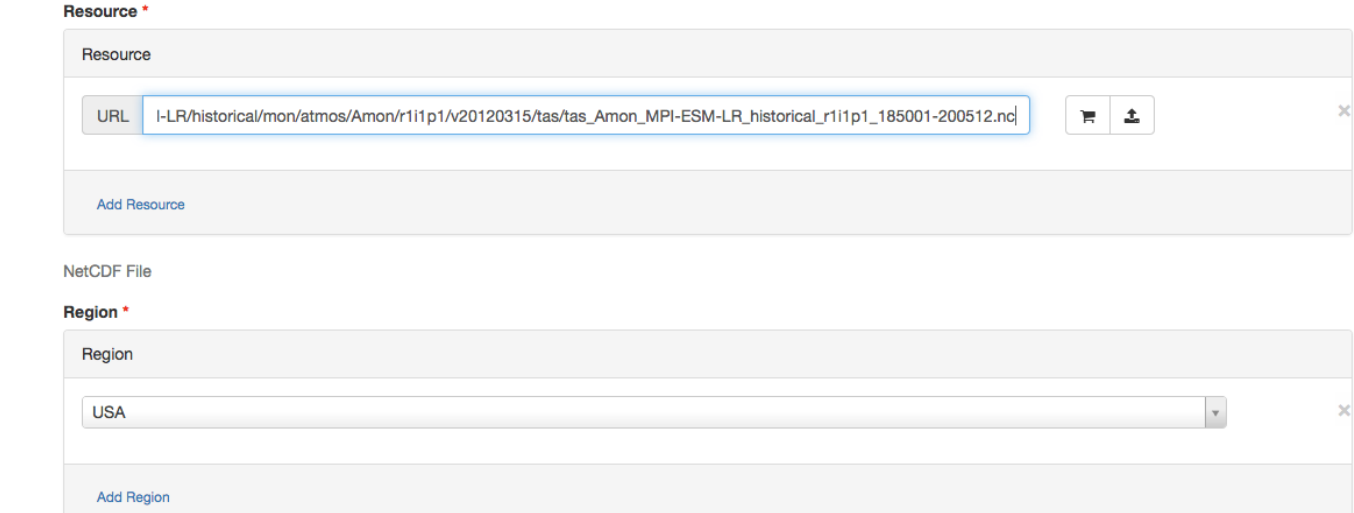 Resource *
Resource
URL I-LR/historical/mon/atmos/Amon/r1i1p1/v20120315/tas/tas_Amon_MPI-ESM-LR_historical_r1i1p1_185001-200512.nc
Add Resource
NetCDF File
Region *
Region
USA
Add Region